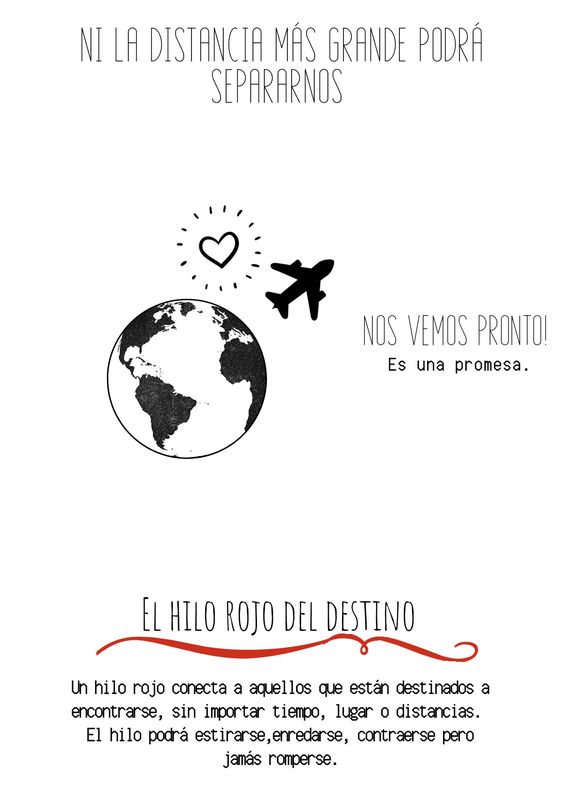 NI LA DISTANCIA MÁS GRANDE PODRÁ
SEPARARNOS
NOS VEMOS PRONTO!
Es una promesa.
EL HILO ROJO DEL DESTINO
Un hilo rojo conecta a aquellos que están destinados a
encontrarse, sin importar tiempo, lugar o distancias.
El hilo podrá estirarse,enredarse, contraerse pero
jamás romperse.